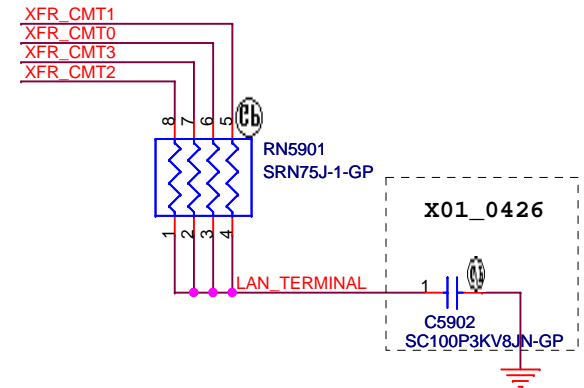 XFR_CMT1
XFR_CMT0
XFR_CMT3
XFR_CMT2
8 7 6 5
RN5901
SRN75J-1-GP
1 2 3 4
X01_0426
LAN_TERMINAL
1
C5902
SC100P3KV8JN-GP